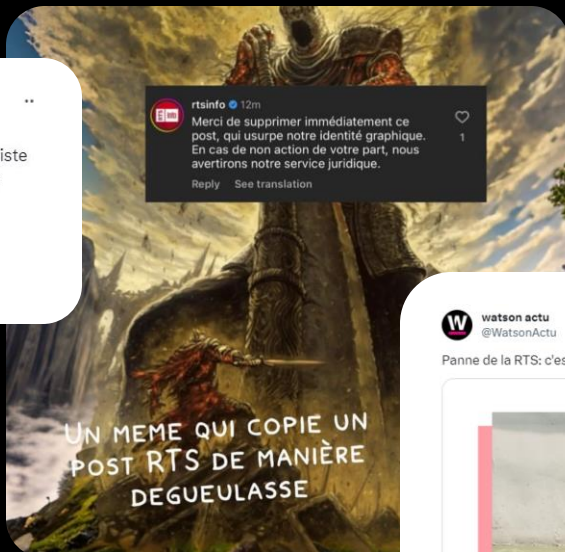 iste
rtsinfo 12m
Merci de supprimer immédiatement ce
post, qui usurpe notre identité graphique.
En cas de non action de votre part, nous
avertirons notre service juridique.
1
Reply See translation
watson actu
@WatsonActu
Panne de la RTS: c'es
UN MEME QUI COPIE UN
POST RTS DE MANIÈRE
DEGUEULASSE